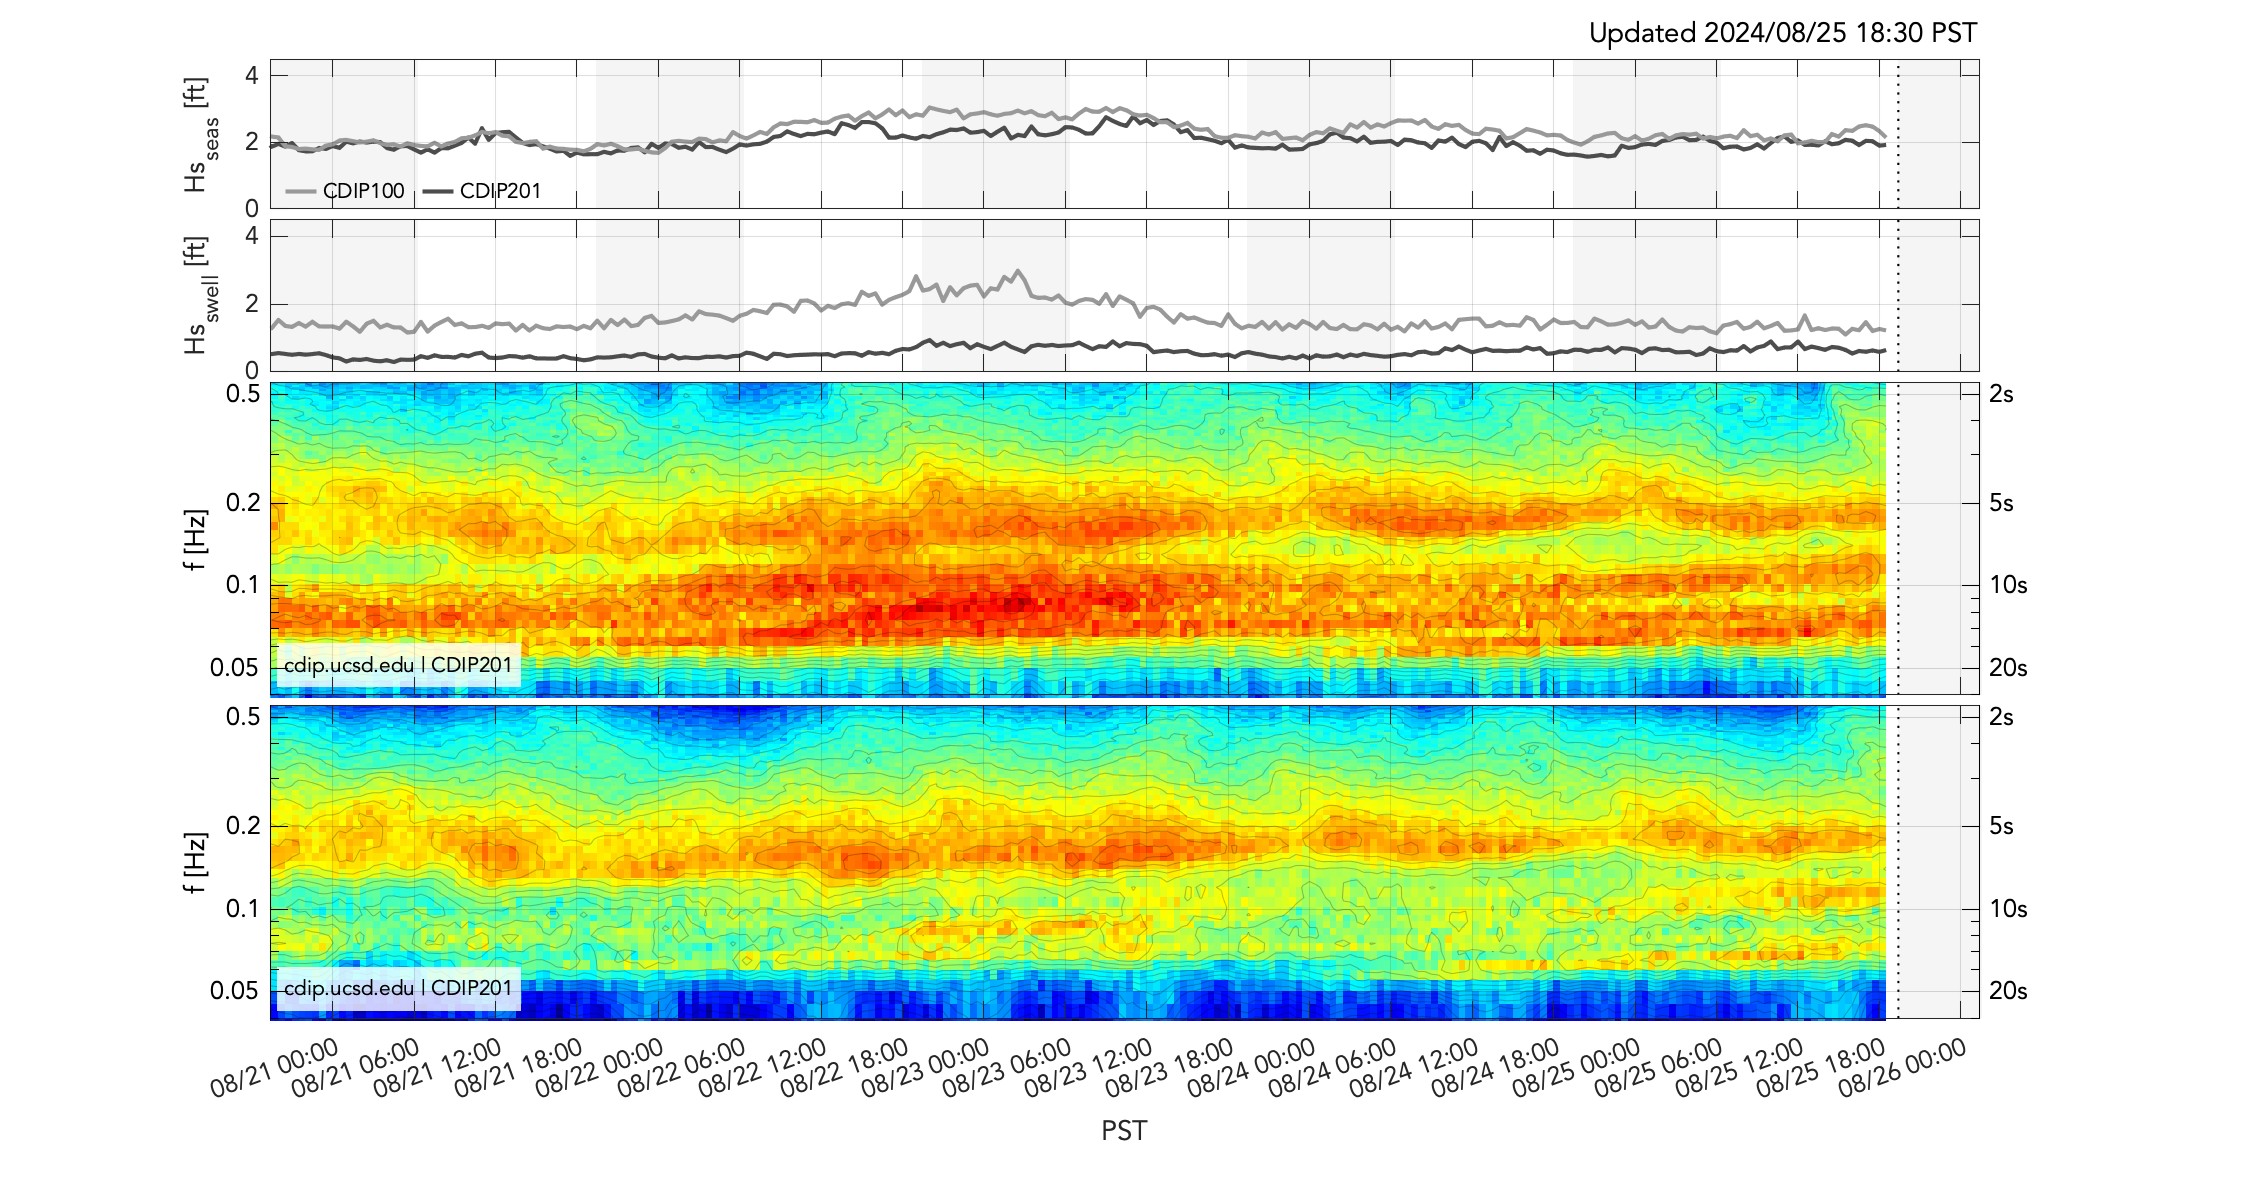 Updated 2024/08/25 18:30 PST
4
2
0
Hs seas [ft]
CDIP100 CDIP201
4
2
0
Hs swell [ft]
0.5
0.2
0.1
0.05
f [Hz]
2s
5s
10s
20s
cdip.ucsd.edu | CDIP201
0.5
0.2
0.1
0.05
f [Hz]
2s
5s
10s
20s
cdip.ucsd.edu | CDIP201
08/21 00:00
08/21 06:00
08/21 12:00
08/21 18:00
08/22 00:00
08/22 06:00
08/22 12:00
08/22 18:00
08/23 00:00
08/23 06:00
08/23 12:00
08/23 18:00
08/24 00:00
08/24 06:00
08/24 12:00
08/24 18:00
08/25 00:00
08/25 06:00
08/25 12:00
08/25 18:00
08/26 00:00
PST